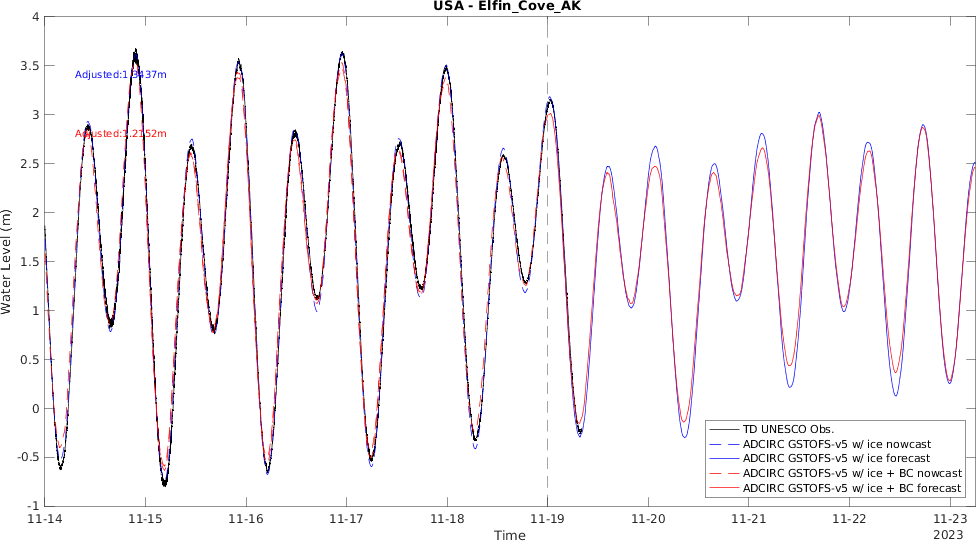 USA - Elfin_Cove_AK
4
3.5
3
2.5
2
1.5
1
0.5
0
-0.5
-1
Water Level (m)
Adjusted:1.3437m
Adjusted:1.2152m
TD UNESCO Obs.
ADCIRC GSTOFS-v5 w/ ice nowcast
ADCIRC GSTOFS-v5 w/ ice forecast
ADCIRC GSTOFS-v5 w/ ice + BC nowcast
ADCIRC GSTOFS-v5 w/ ice + BC forecast
11-14 11-15 11-16 11-17 11-18 11-19 11-20 11-21 11-22 11-23
Time 2023